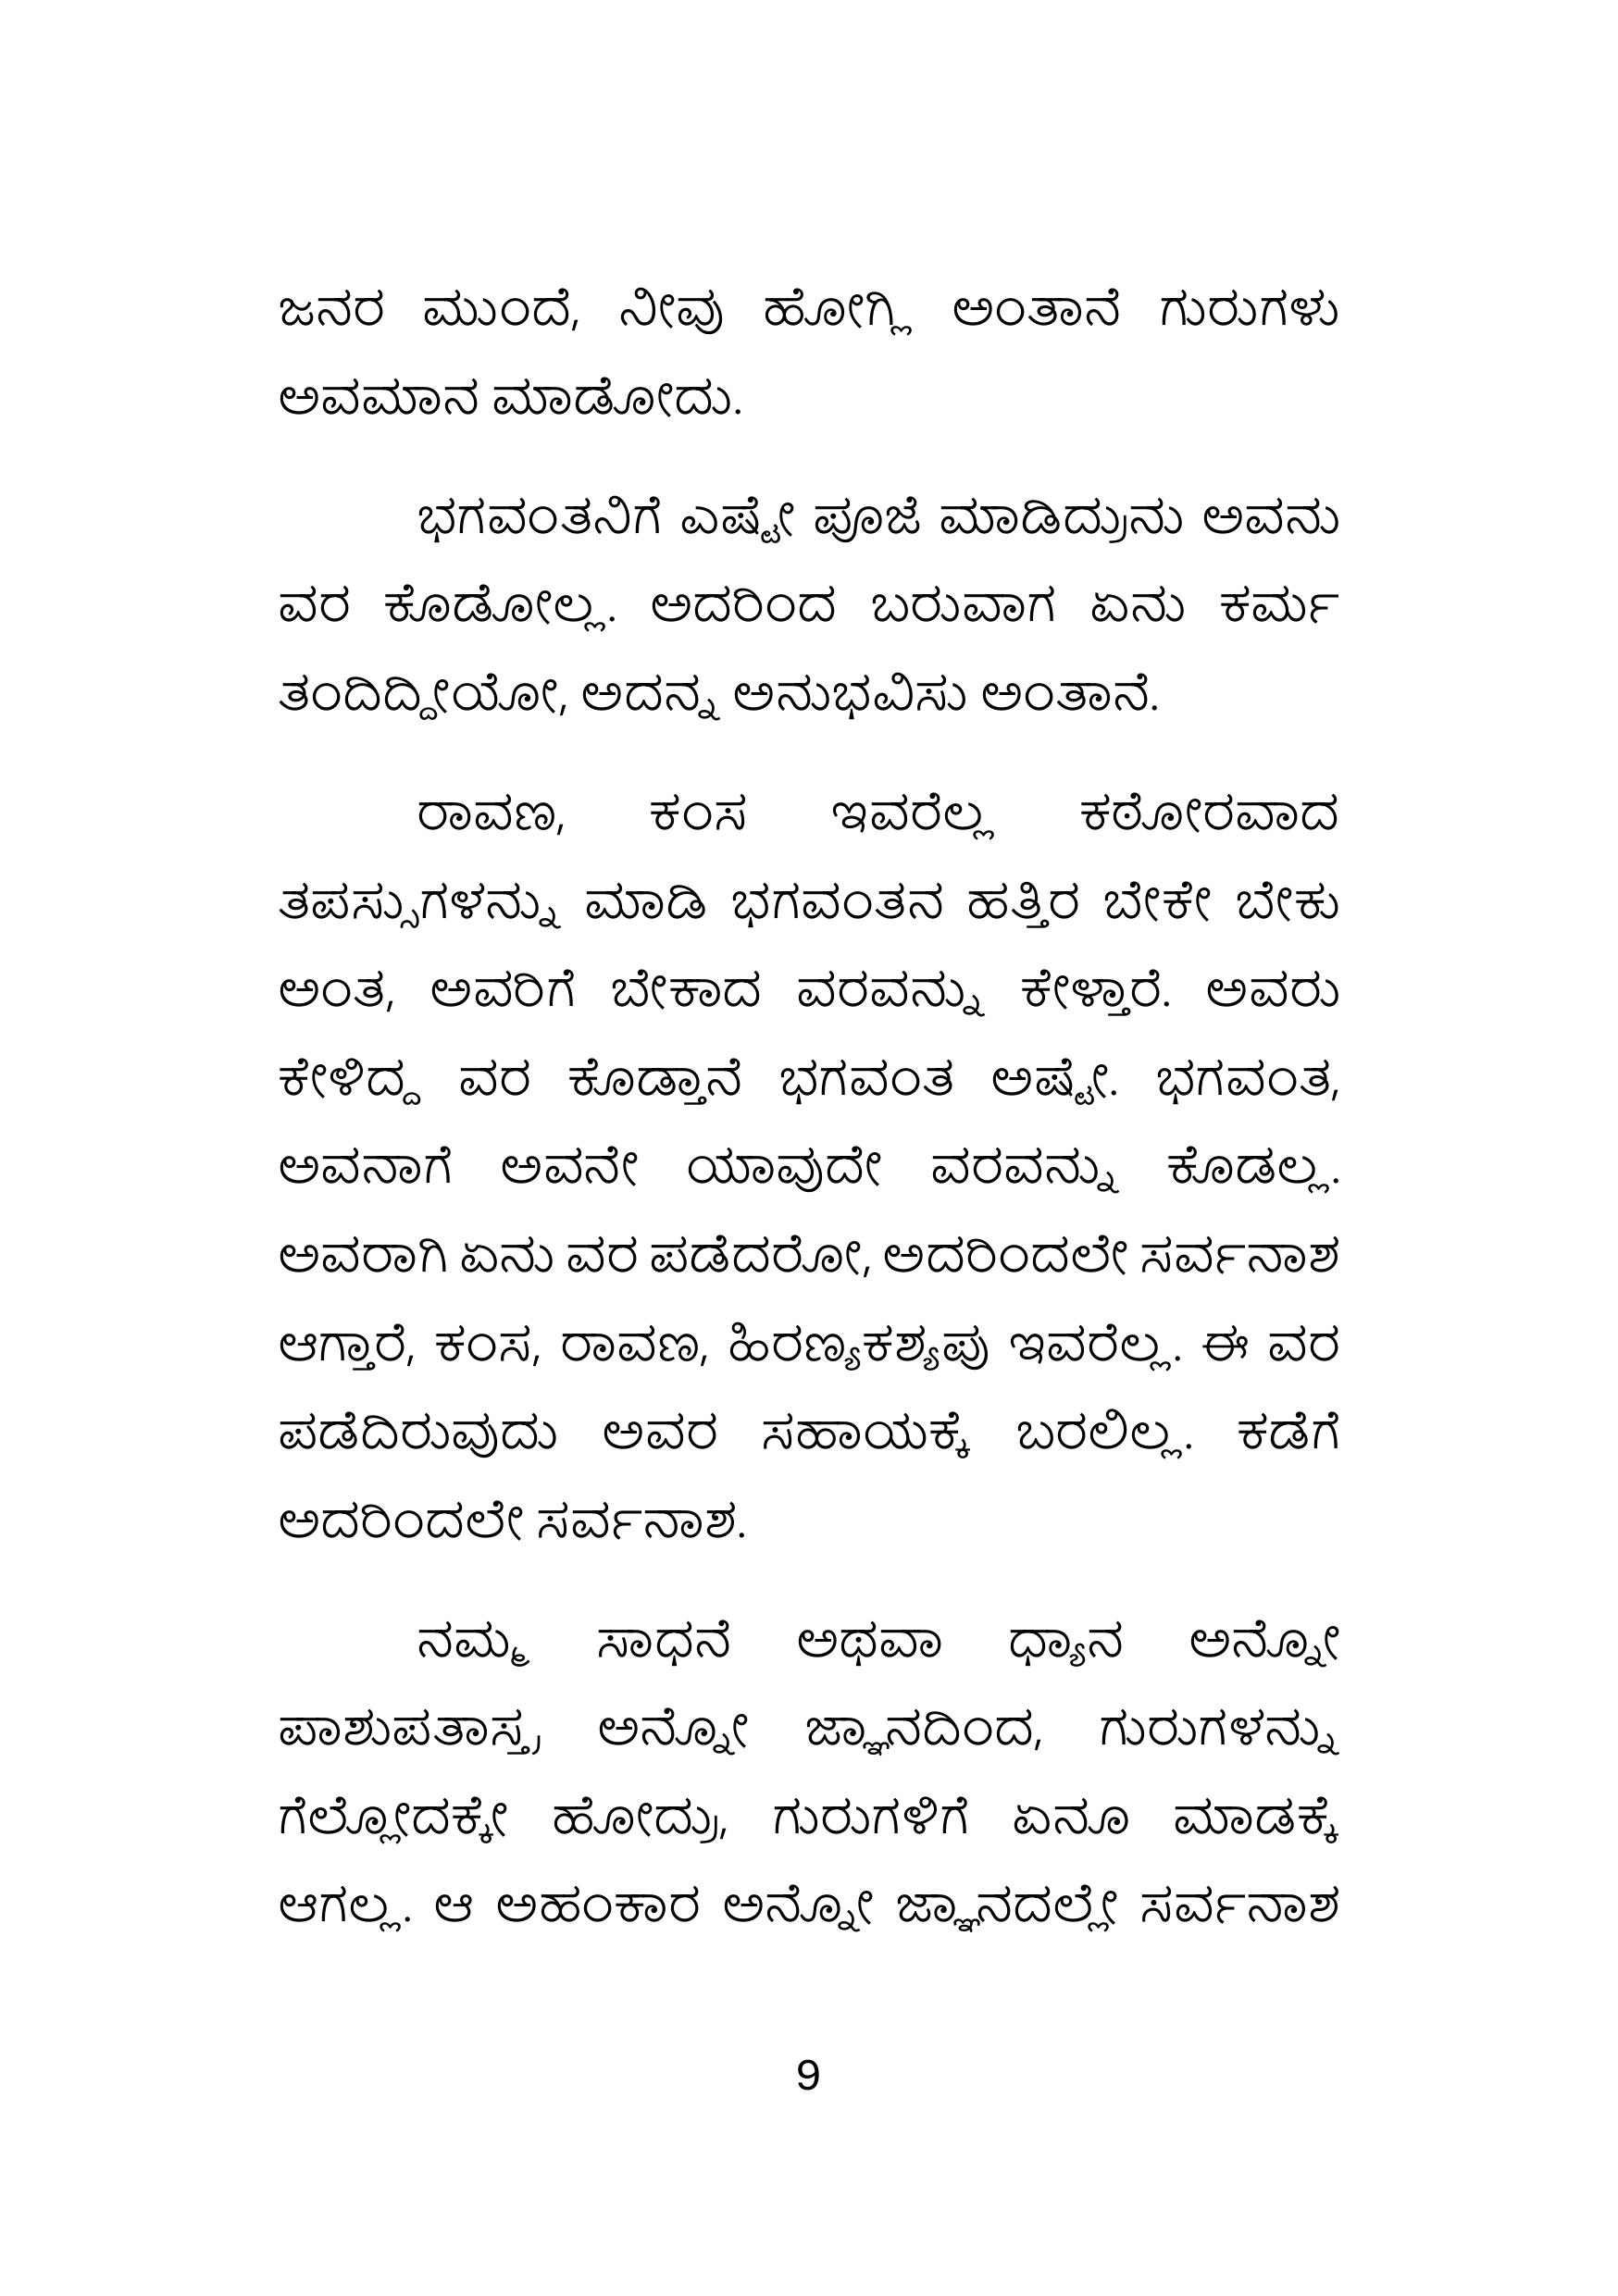 ಜನರ ಮುಂದೆ, ನೀವು ಹೋಗ್ಲಿ ಅಂತಾನೆ ಗುರುಗಳು
ಅವಮಾನ ಮಾಡೋದು.
ಭಗವಂತನಿಗೆ ಎಷ್ಟೇ ಪೂಜೆ ಮಾಡಿದ್ರುನು ಅವನು
ವರ ಕೊಡೋಲ್ಲ. ಅದರಿಂದ ಬರುವಾಗ ಏನು ಕರ್ಮ
ತಂದಿದ್ದೀಯೋ, ಅದನ್ನ ಅನುಭವಿಸು ಅಂತಾನೆ.
ರಾವಣ, ಕಂಸ ಇವರೆಲ್ಲ ಕಠೋರವಾದ
ತಪಸ್ಸುಗಳನ್ನು ಮಾಡಿ ಭಗವಂತನ ಹತ್ತಿರ ಬೇಕೇ ಬೇಕು
ಅಂತ, ಅವರಿಗೆ ಬೇಕಾದ ವರವನ್ನು ಕೇಳ್ತಾರೆ. ಅವರು
ಕೇಳಿದ್ದ ವರ ಕೊಡ್ತಾನೆ ಭಗವಂತ ಅಷ್ಟೇ. ಭಗವಂತ,
ಅವನಾಗೆ ಅವನೇ ಯಾವುದೇ ವರವನ್ನು ಕೊಡಲ್ಲ.
ಅವರಾಗಿ ಏನು ವರ ಪಡೆದರೋ, ಅದರಿಂದಲೇ ಸರ್ವನಾಶ
ಆಗ್ತಾರೆ, ಕಂಸ, ರಾವಣ, ಹಿರಣ್ಯಕಶ್ಯಪು ಇವರೆಲ್ಲ. ಈ ವರ
ಪಡೆದಿರುವುದು ಅವರ ಸಹಾಯಕ್ಕೆ ಬರಲಿಲ್ಲ. ಕಡೆಗೆ
ಅದರಿಂದಲೇ ಸರ್ವನಾಶ.
ನಮ್ಮ ಸಾಧನೆ ಅಥವಾ ಧ್ಯಾನ ಅನ್ನೋ
ಪಾಶುಪತಾಸ್ತ್ರ ಅನ್ನೋ ಜ್ಞಾನದಿಂದ, ಗುರುಗಳನ್ನು
ಗೆಲ್ಲೋದಕ್ಕೇ ಹೋದ್ರು, ಗುರುಗಳಿಗೆ ಏನೂ ಮಾಡಕ್ಕೆ
ಆಗಲ್ಲ. ಆ ಅಹಂಕಾರ ಅನ್ನೋ ಜ್ಞಾನದಲ್ಲೇ ಸರ್ವನಾಶ
9